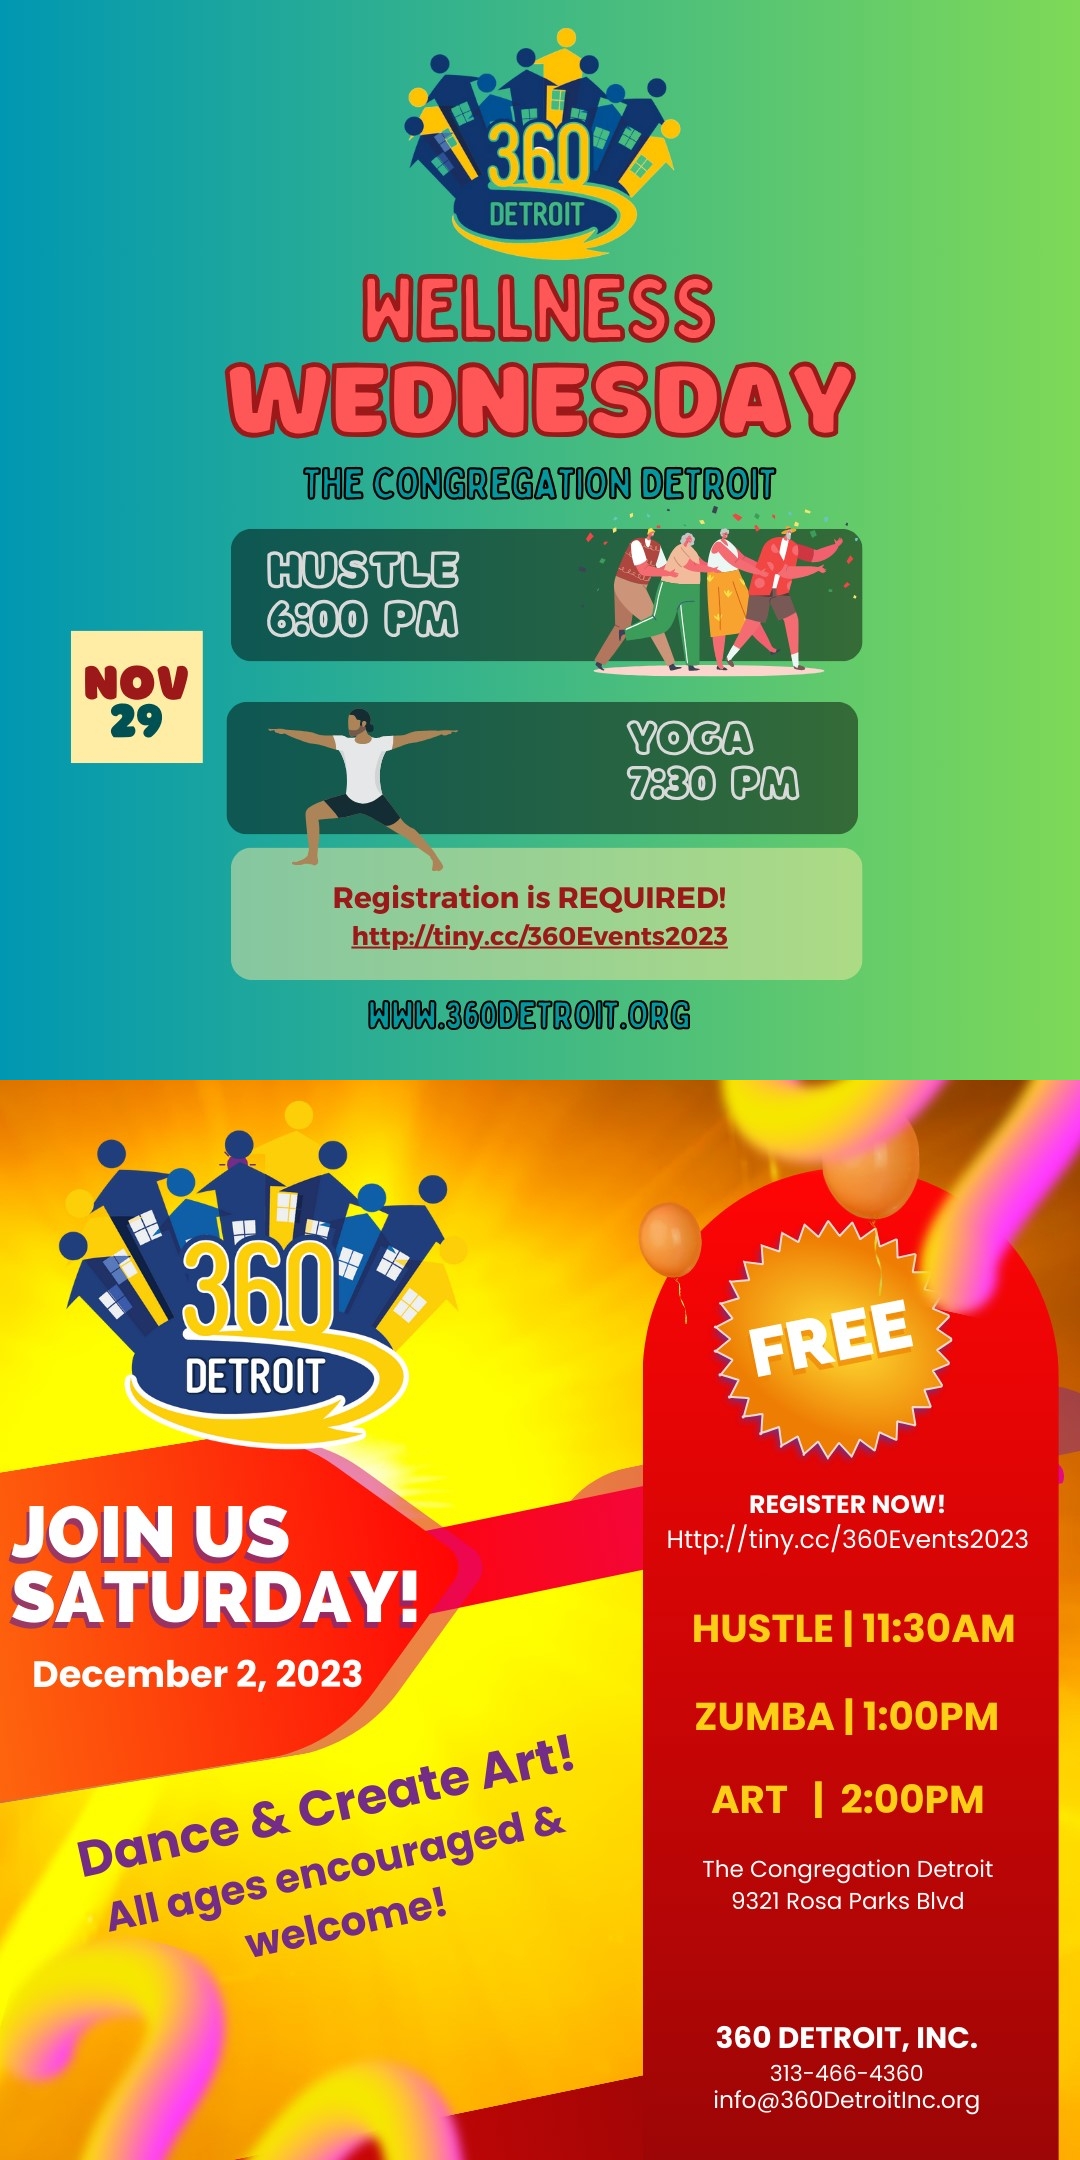 360
DETROIT
WELLNESS
WEDNESDAY
THE CONGREGATION DETROIT
HUSTLE
6:00 PM
NOV
29
YOGA
7:30 PM
Registration is REQUIRED!
http://tiny.cc/360Events2023
WWW.360DETROIT.ORG
360
DETROIT
JOIN US
SATURDAY!
December 2, 2023
Dance & Create Art!
All ages encouraged &
welcome!
FREE
REGISTER NOW!
Http://tiny.cc/360Events2023
HUSTLE | 11:30AM
ZUMBA | 1:00PM
ART | 2:00PM
The Congregation Detroit
9321 Rosa Parks Blvd
360 DETROIT, INC.
313-466-4360
info@360DetroitInc.org